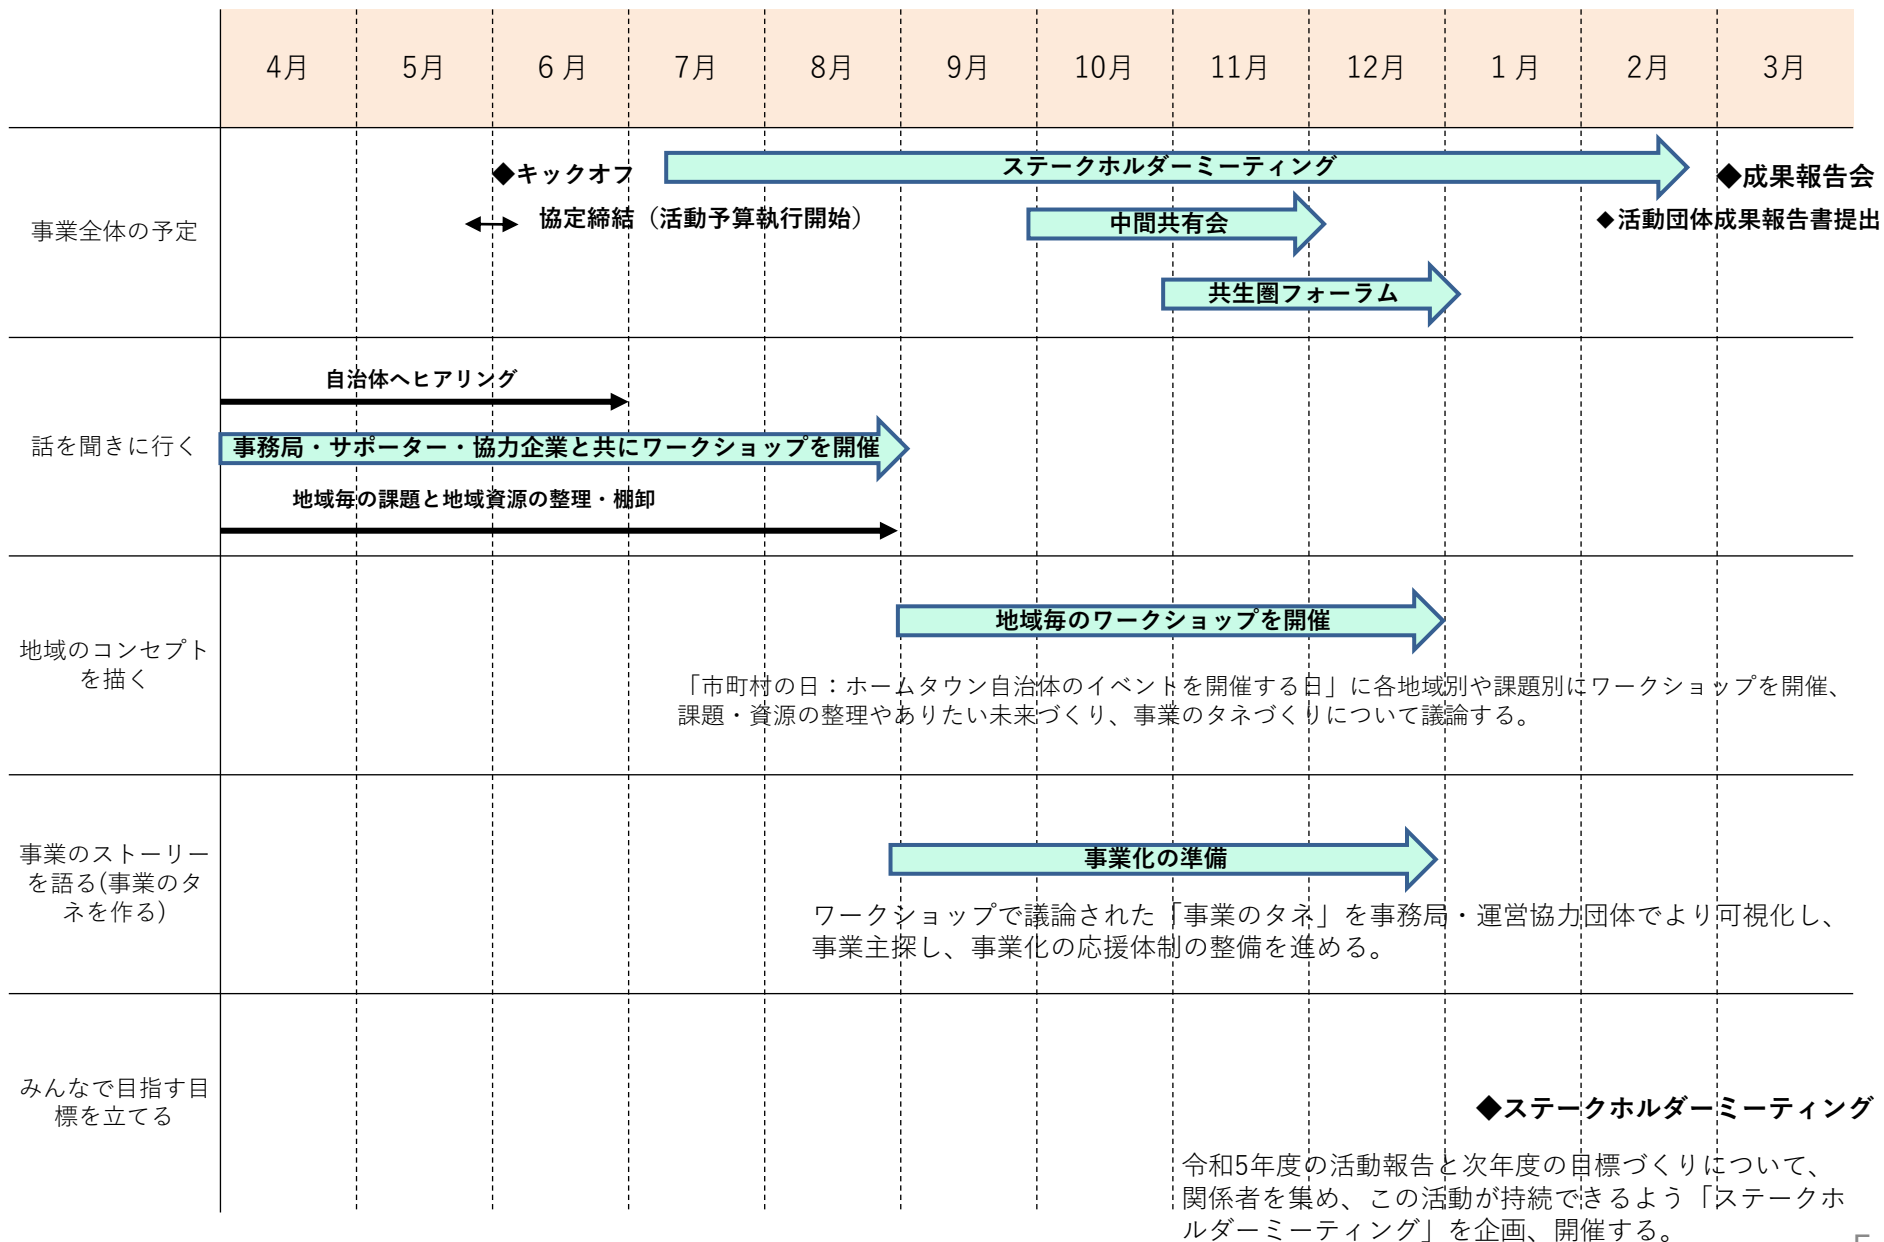 4月 5月 6月 7月 8月 9月 10月 11月 12月 1月 2月 3月
事業全体の予定
◆キックオフ
ステークホルダーミーティング
◆成果報告会
協定締結（活動予算執行開始）
中間共有会
◆活動団体成果報告書提出
共生圏フォーラム
話を聞きに行く
自治体へヒアリング
事務局・サポーター・協力企業と共にワークショップを開催
地域毎の課題と地域資源の整理・棚卸
地域のコンセプト
を描く
地域毎のワークショップを開催
「市町村の日：ホームタウン自治体のイベントを開催する日」に各地域別や課題別にワークショップを開催、
課題・資源の整理やありたい未来づくり、事業のタネづくりについて議論する。
事業のストーリー
を語る(事業のタ
ネを作る)
事業化の準備
ワークショップで議論された「事業のタネ」を事務局・運営協力団体でより可視化し、
事業主探し、事業化の応援体制の整備を進める。
みんなで目指す目
標を立てる
◆ステークホルダーミーティング
令和5年度の活動報告と次年度の目標づくりについて、
関係者を集め、この活動が持続できるよう「ステークホ
ルダーミーティング」を企画、開催する。